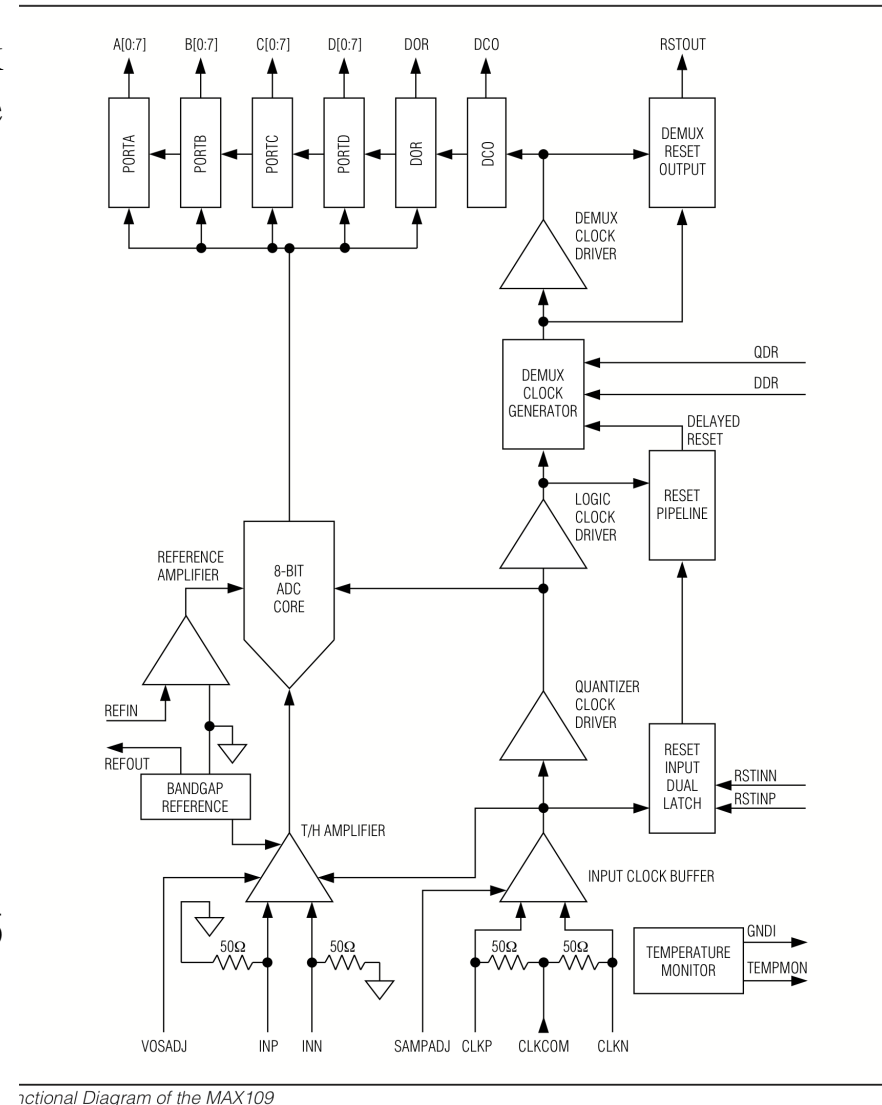 A[0:7] B[0:7] C[0:7] D[0:7] DOR DCO RSTOUT
PORTA PORTB PORTC PORTD DOR DCO
DEMUX
RESET
OUTPUT
DEMUX
CLOCK
DRIVER
DEMUX
CLOCK
GENERATOR
QDR
DDR
DELAYED
RESET
RESET
PIPELINE
LOGIC
CLOCK
DRIVER
REFERENCE
AMPLIFIER
8-BIT
ADC
CORE
QUANTIZER
CLOCK
DRIVER
REFIN
REFOUT
BANDGAP
REFERENCE
RESET
INPUT
DUAL
LATCH
RSTINN
RSTINP
T/H AMPLIFIER
INPUT CLOCK BUFFER
50Ω 50Ω 50Ω 50Ω
TEMPERATURE
MONITOR
GNDI
TEMPMON
VOSADJ INP INN SAMPADJ CLKP CLKCOM CLKN
Diagram of the MAX109